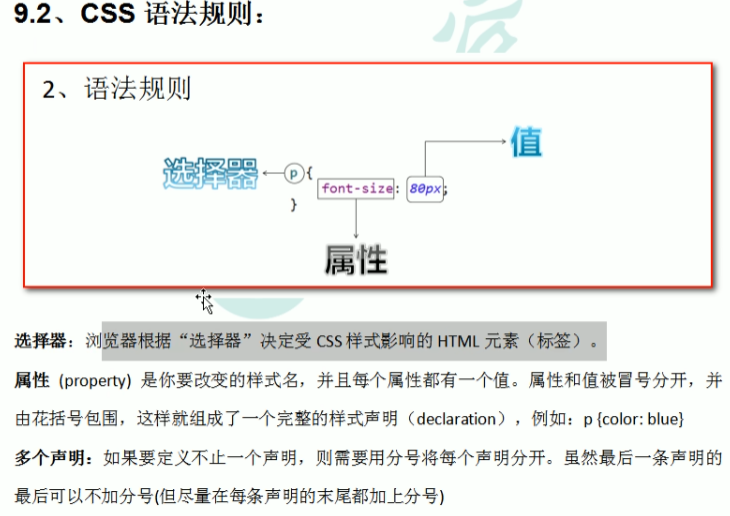 9.2、CSS 语法规则：
2、语法规则
选择器 p{ font-size: 80px; 值
}
属性
选择器：浏览器根据“选择器”决定受 CSS 样式影响的 HTML 元素（标签）。
属性 (property) 是你要改变的样式名，并且每个属性都有一个值。属性和值被冒号分开，并
由花括号包围，这样就组成了一个完整的样式声明（declaration），例如：p {color: blue}
多个声明：如果要定义不止一个声明，则需要用分号将每个声明分开。虽然最后一条声明的
最后可以不加分号(但尽量在每条声明的末尾都加上分号)